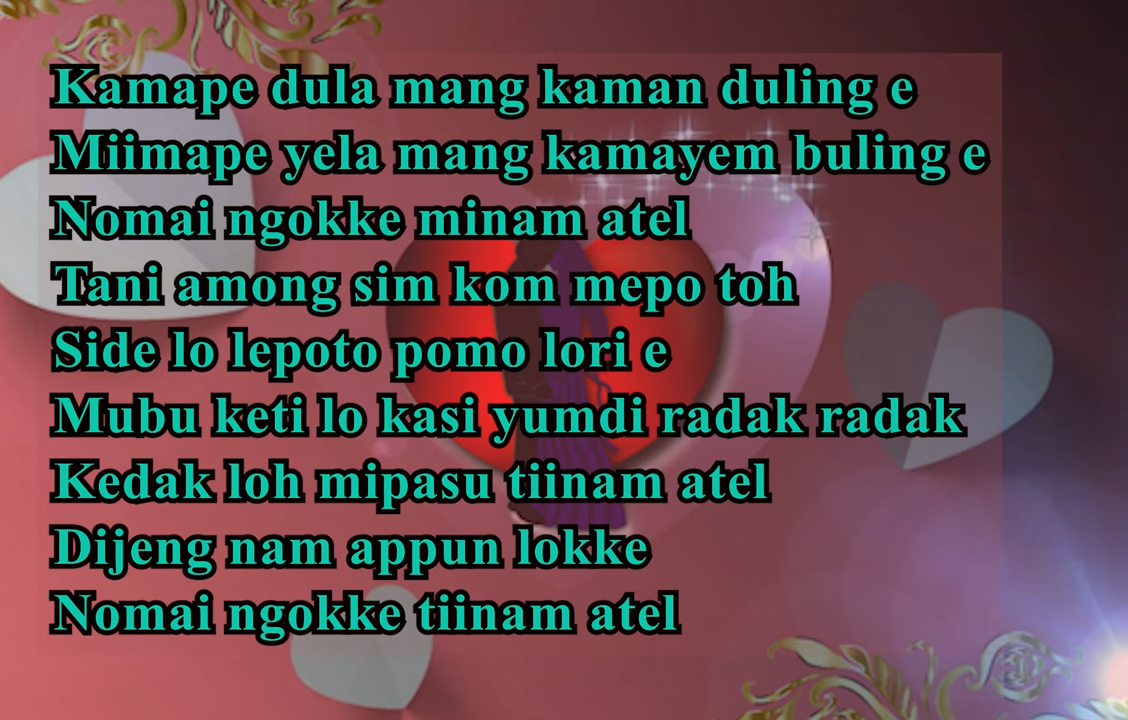 Kamape dula mang kaman duling e
Miimape yela mang kamayem buling e
Nomai ngokke minam atel
Tani among sim kom mepo toh
Side lo lepoto pomo lori e
Mubu keti lo kasi yumdi radak radak
Kedak loh mipasu tiinam atel
Dijeng nam appun lokke
Nomai ngokke tiinam atel